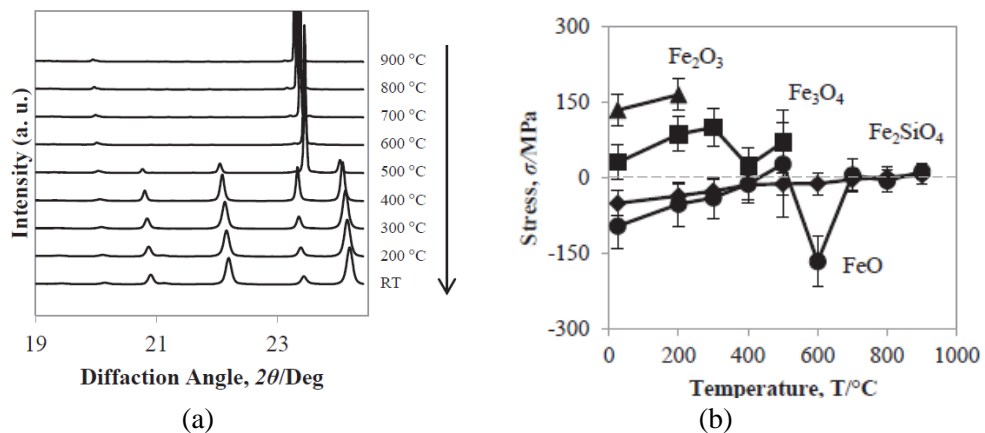 Intensity (a. u.)
900 °C
800 °C
700 °C
600 °C
500 °C
400 °C
300 °C
200 °C
RT
19
21
23
Diffaction Angle, 2θ/Deg
(a)
Stress, σ/MPa
300
150
0
-150
-300
Fe2O3
Fe3O4
Fe2SiO4
FeO
0
200
400
600
800
1000
Temperature, T/°C
(b)